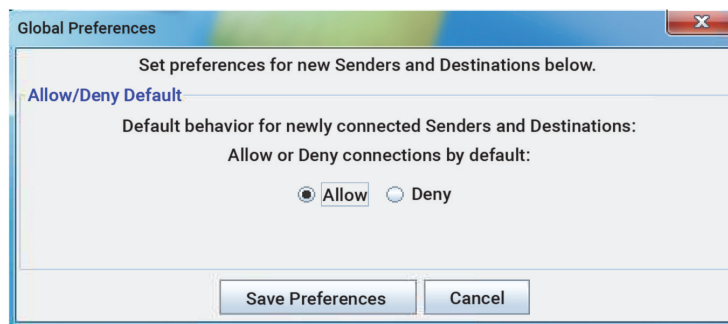 Global Preferences
Set preferences for new Senders and Destinations below.
Allow/Deny Default
Default behavior for newly connected Senders and Destinations:
Allow or Deny connections by default:
Allow Deny
Save Preferences Cancel